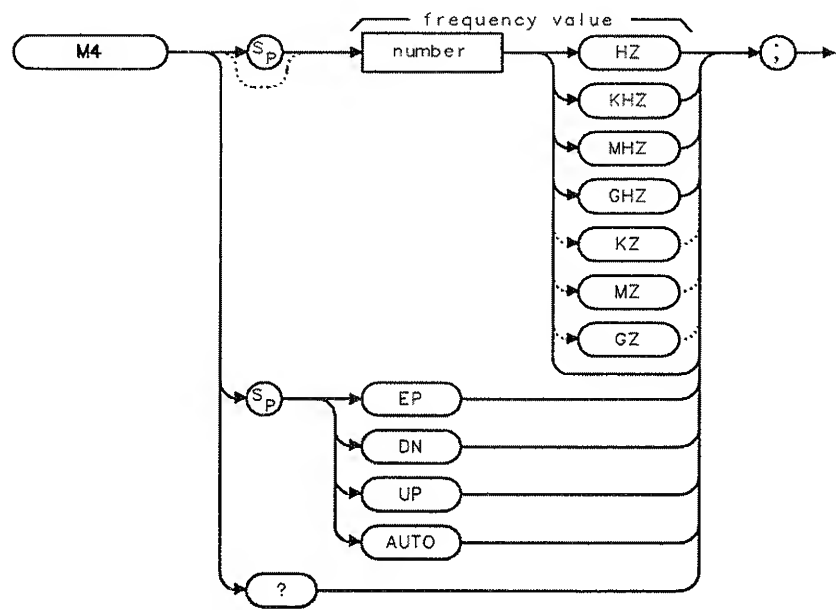 frequency value
M4 SP number HZ ;
KHZ
MHZ
GHZ
KZ
MZ
GZ
SP EP
DN
UP
AUTO
?